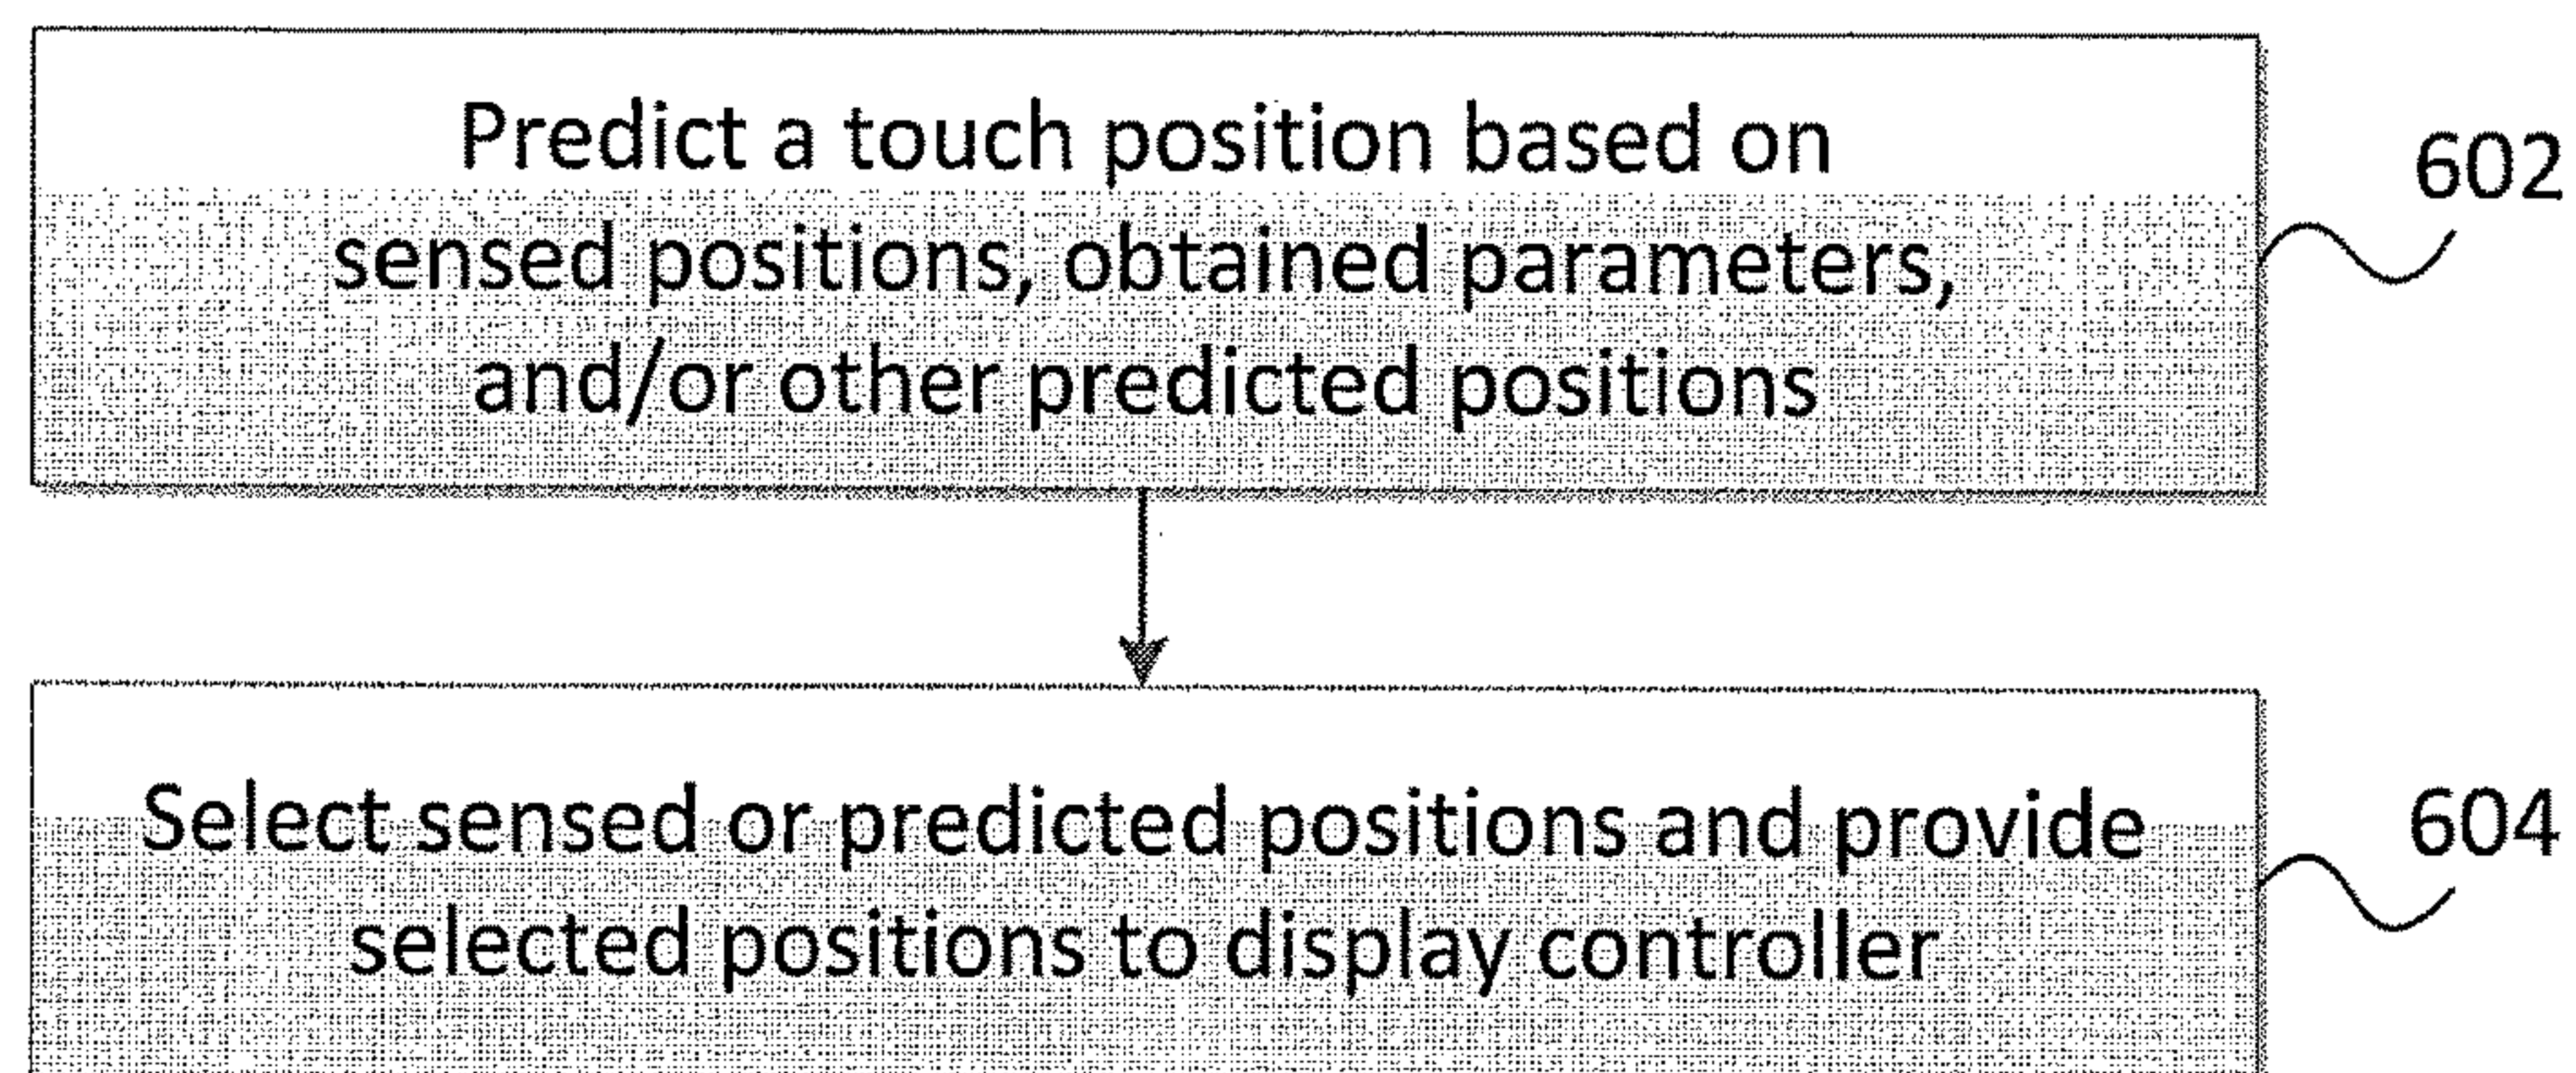 Predict a touch position based on
602
sensed positions, obtained parameters,
and/or other predicted positions
Select sensed or predicted positions and provide
604
selected positions to display controller